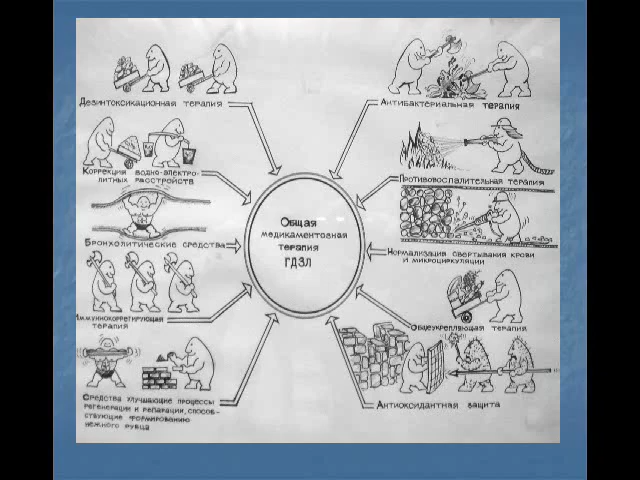 Дезинтоксикационная терапия
Коррекция водно-электро-
литных расстройств
Бронхолитические средства
Иммунокоррегирующая
терапия
Средства улучшающие процессы
регенерации и репарации, способ-
ствующие формированию
нежного рубца
Общая
медикаментозная
терапия
ГДЗЛ
Антибактериальная терапия
Противовоспалительная терапия
Нормализация свертывания крови
и микроциркуляции
Общеукрепляющая терапия
Антиоксидантная защита